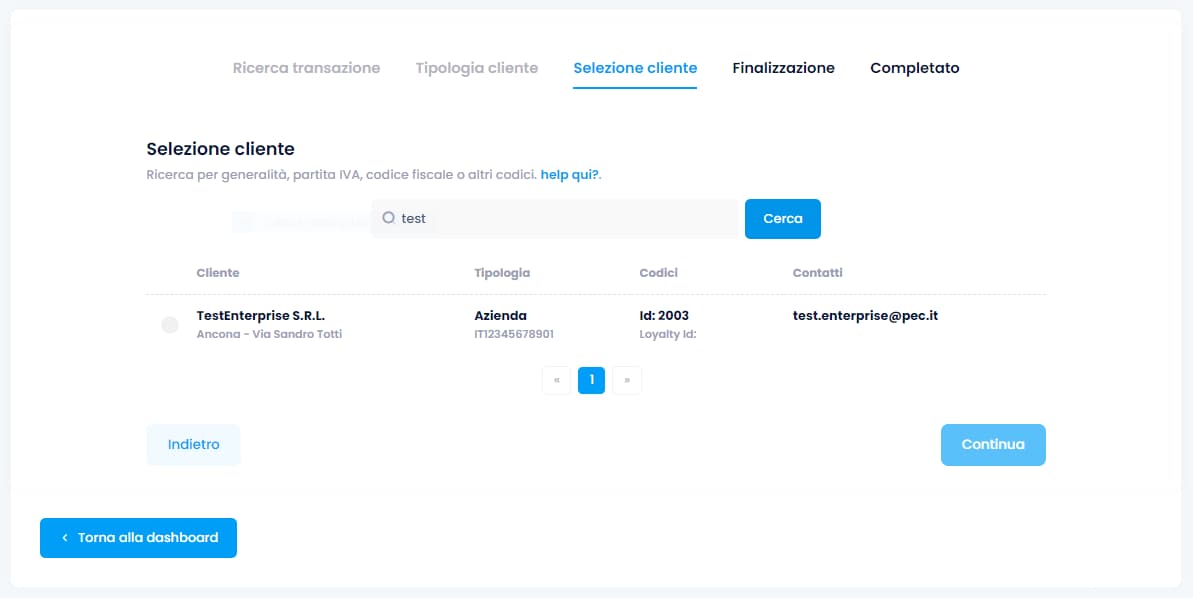 Ricerca transazione Tipologia cliente Selezione cliente Finalizzazione Completato
Selezione cliente
Ricerca per generalità, partita IVA, codice fiscale o altri codici. help qui?.
test Cerca
Cliente Tipologia Codici Contatti
TestEnterprise S.R.L. Azienda Id: 2003 test.enterprise@pec.it
Ancona - Via Sandro Totti IT12345678901 Loyalty Id:
« 1 »
Indietro Continua
‹ Torna alla dashboard